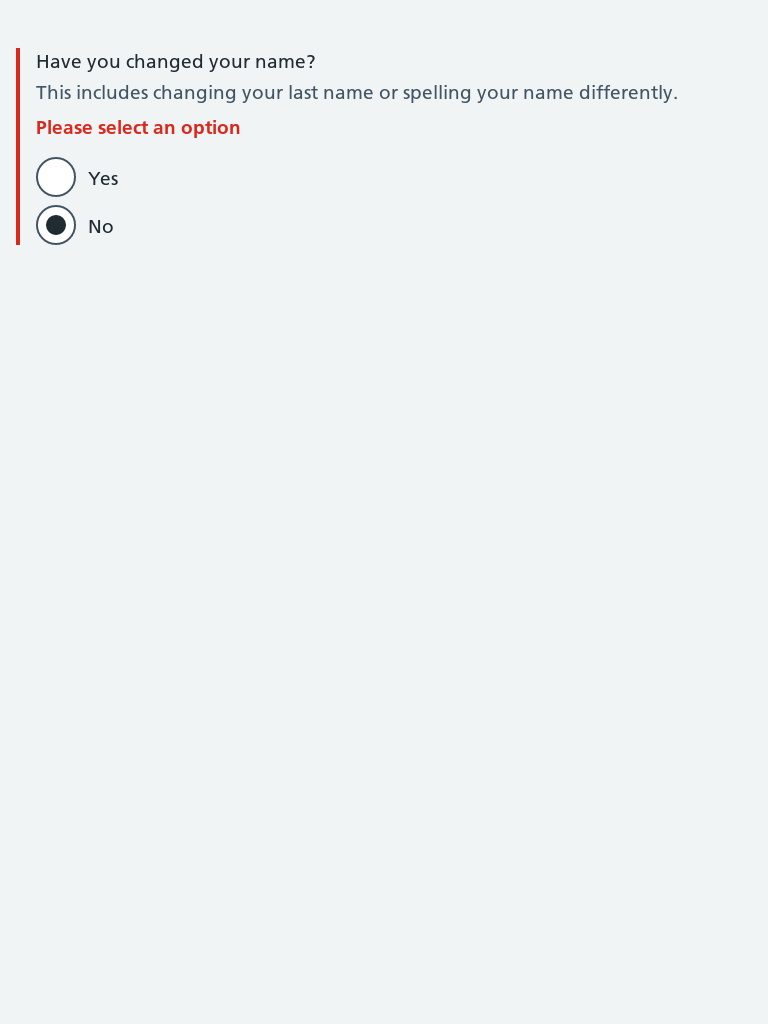 Have you changed your name?
This includes changing your last name or spelling your name differently.
Please select an option
Yes
No